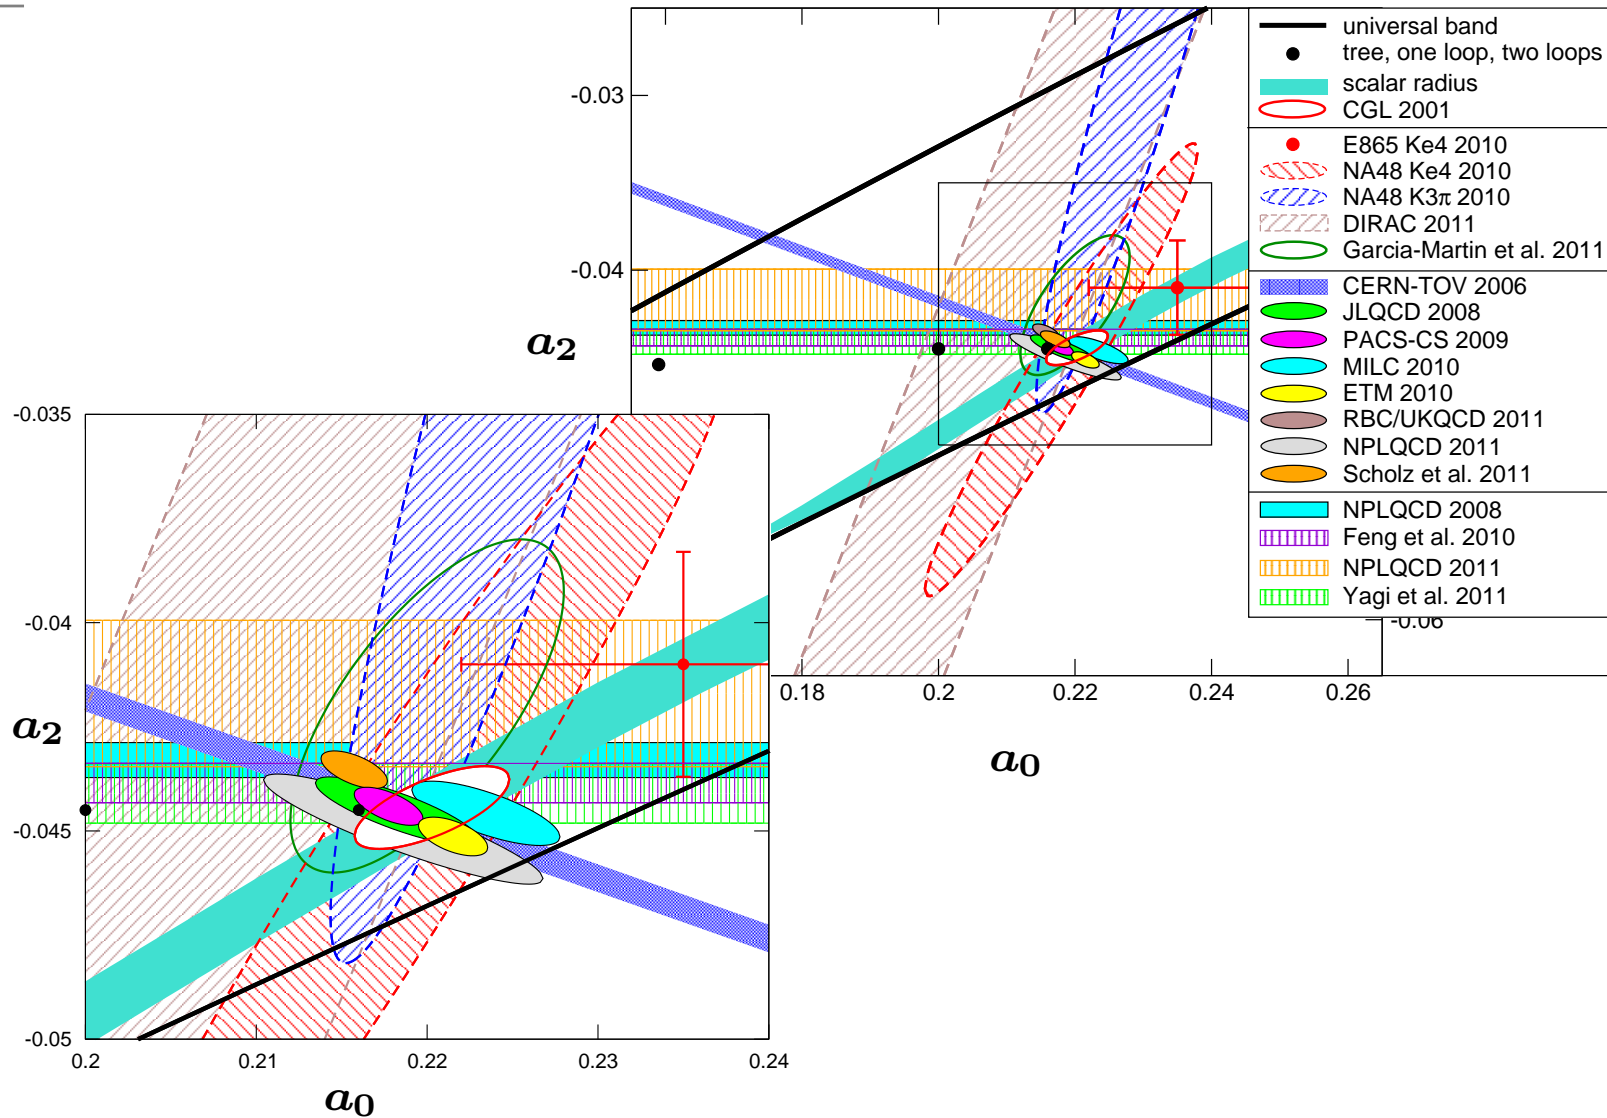 universal band
tree, one loop, two loops
scalar radius
CGL 2001
E865 Ke4 2010
NA48 Ke4 2010
NA48 K3π 2010
DIRAC 2011
Garcia-Martin et al. 2011
CERN-TOV 2006
JLQCD 2008
PACS-CS 2009
MILC 2010
ETM 2010
RBC/UKQCD 2011
NPLQCD 2011
Scholz et al. 2011
NPLQCD 2008
Feng et al. 2010
NPLQCD 2011
Yagi et al. 2011
-0.03
-0.04
a2
-0.06
0.18 0.2 0.22 0.24 0.26
a0
-0.035
-0.04
a2
-0.045
-0.05
0.2 0.21 0.22 0.23 0.24
a0